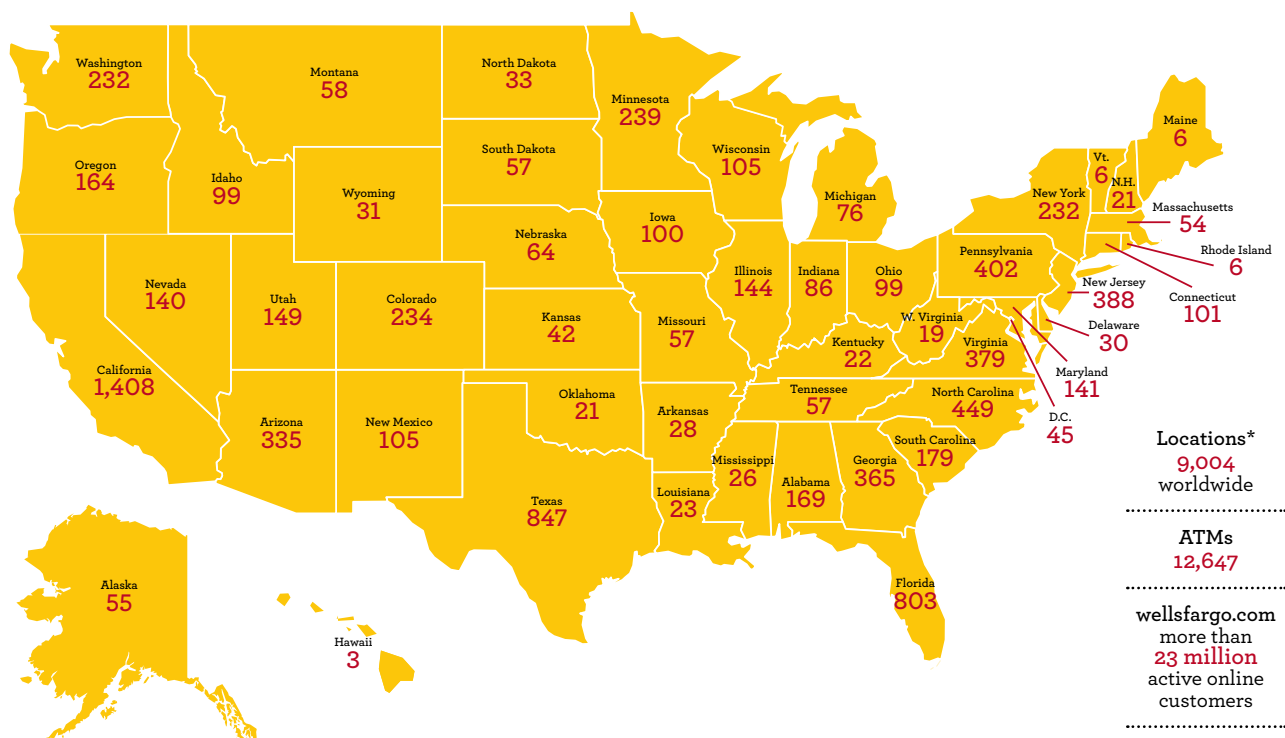 Washington
232
Montana
58
North Dakota
33
Minnesota
239
Maine
6
Oregon
164
Idaho
99
Wyoming
31
South Dakota
57
Wisconsin
105
Michigan
76
Vt.
6
N.H.
21
New York
232
Massachusetts
54
Rhode Island
6
Connecticut
101
Nebraska
64
Iowa
100
Nevada
140
Utah
149
Colorado
234
Kansas
42
Missouri
57
Illinois
144
Indiana
86
Ohio
99
Pennsylvania
402
New Jersey
388
Delaware
30
Maryland
141
D.C.
45
W. Virginia
19
Virginia
379
Kentucky
22
California
1,408
Arizona
335
New Mexico
105
Oklahoma
21
Arkansas
28
Tennessee
57
North Carolina
449
South Carolina
179
Texas
847
Louisiana
23
Mississippi
26
Alabama
169
Georgia
365
Florida
803
Alaska
55
Hawaii
3
Locations*
9,004
worldwide
ATMs
12,647
wellsfargo.com
more than
23 million
active online
customers